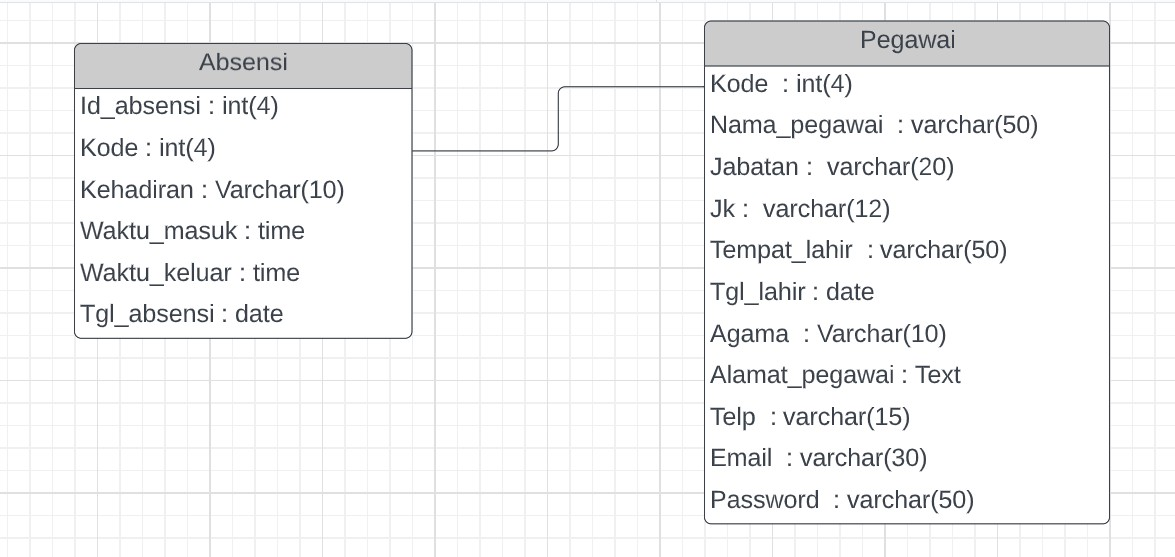 Absensi
Id_absensi : int(4)
Kode : int(4)
Kehadiran : Varchar(10)
Waktu_masuk : time
Waktu_keluar : time
Tgl_absensi : date
Pegawai
Kode  : int(4)
Nama_pegawai  : varchar(50)
Jabatan :  varchar(20)
Jk :  varchar(12)
Tempat_lahir  : varchar(50)
Tgl_lahir : date
Agama  : Varchar(10)
Alamat_pegawai : Text
Telp  : varchar(15)
Email  : varchar(30)
Password  : varchar(50)